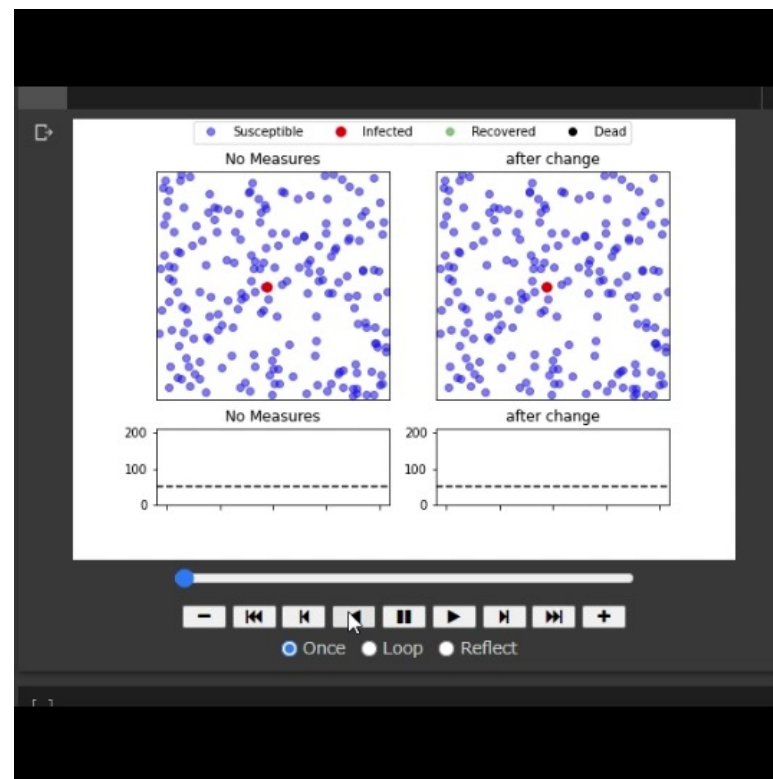 Susceptible Infected Recovered Dead
No Measures after change
No Measures after change
200 200
100 100
0 0
Once Loop Reflect
[ ]